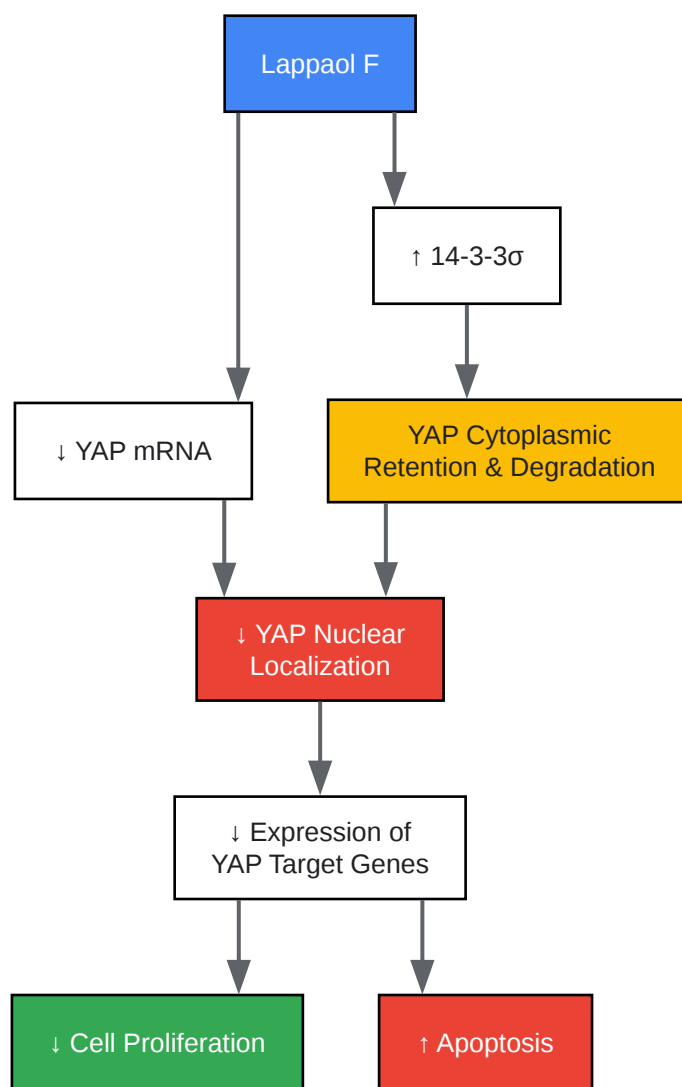 Lappaol F
↑ 14-3-3σ
↓ YAP mRNA
YAP Cytoplasmic
Retention & Degradation
↓ YAP Nuclear
Localization
↓ Expression of
YAP Target Genes
↓ Cell Proliferation
↑ Apoptosis